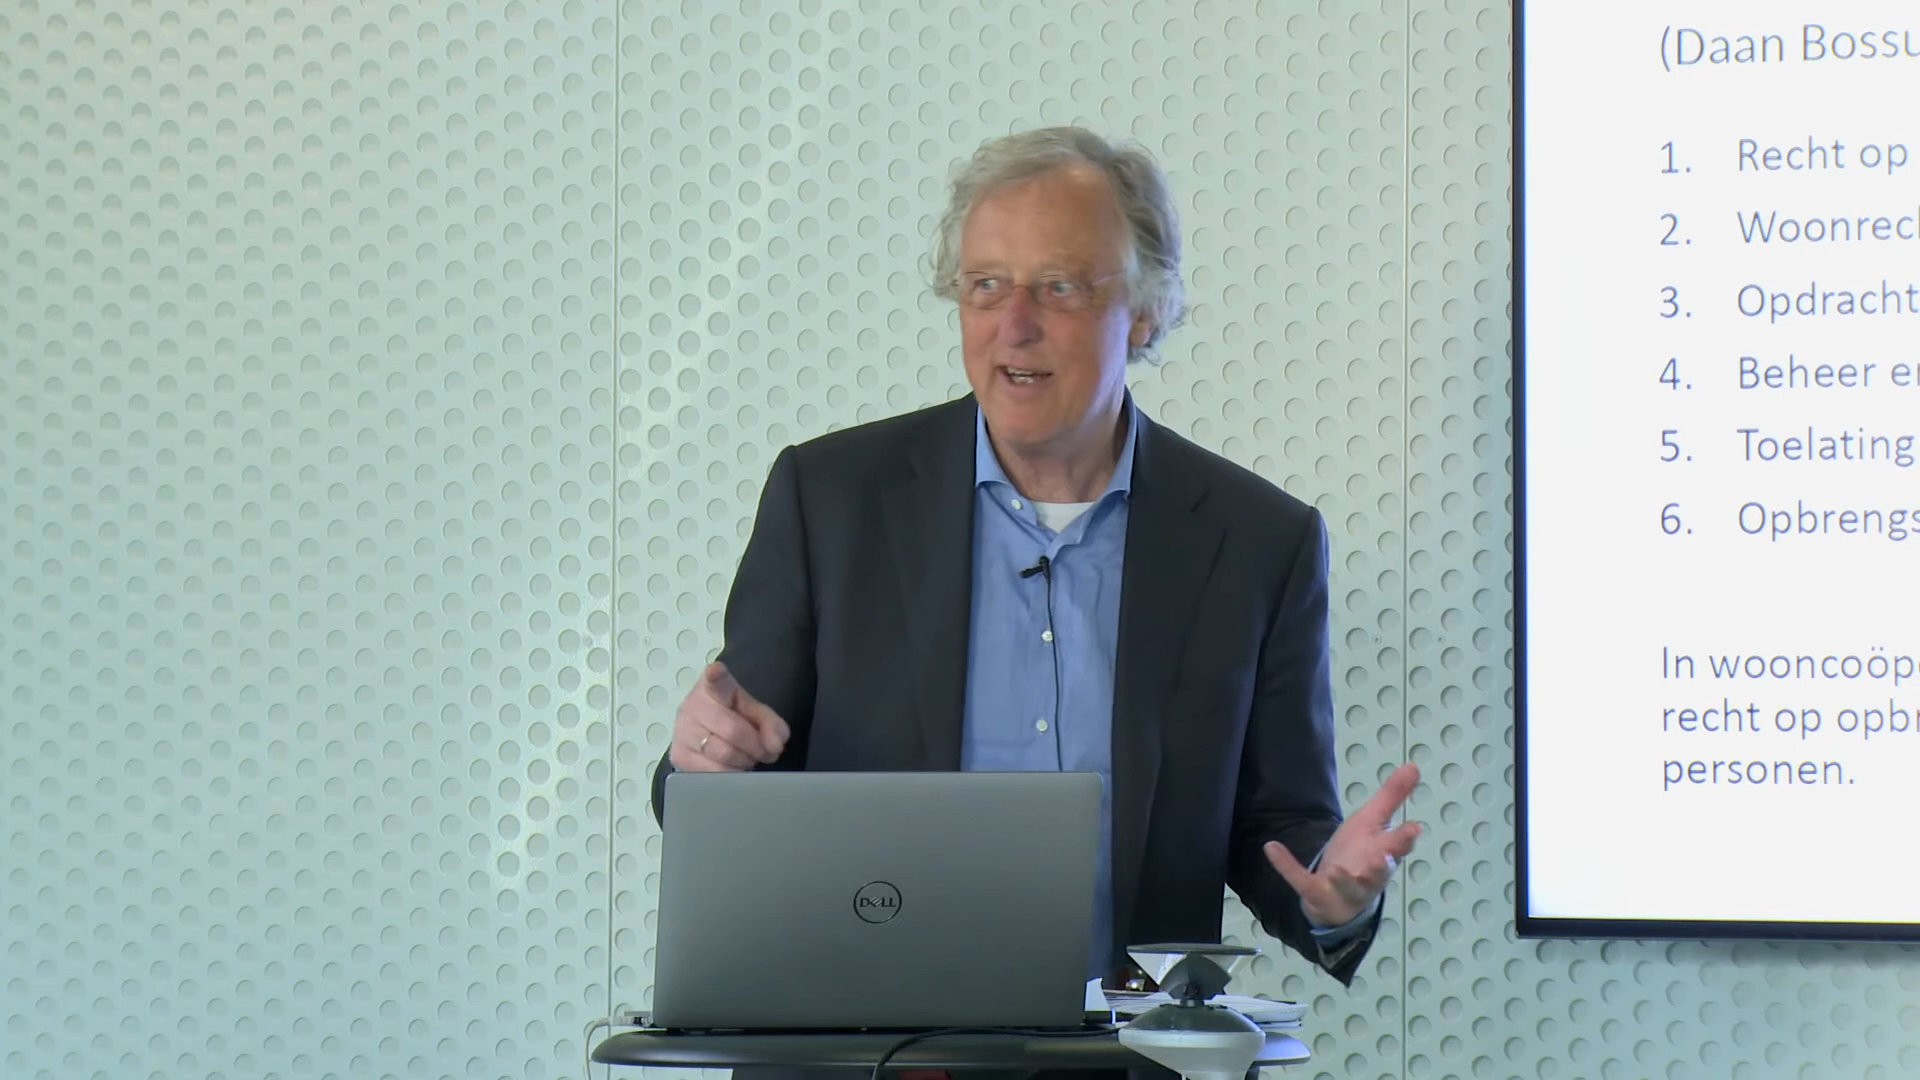 (Daan Bossu
1. Recht op
2. Woonrech
3. Opdracht
4. Beheer en
5. Toelating
6. Opbrengs
In wooncoöp
recht op opbr
personen.
DELL